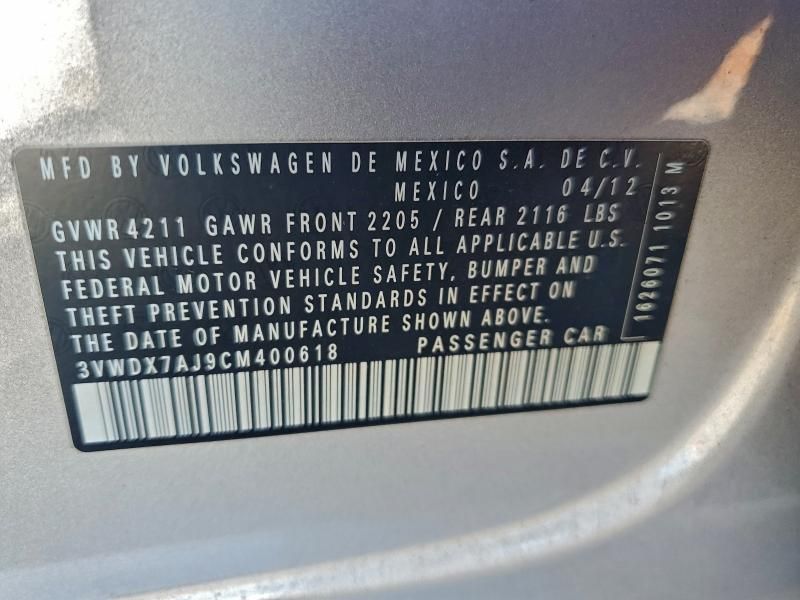 MFD BY VOLKSWAGEN DE MEXICO S.A. DE C.V.
MEXICO 04/12
GVWR 4211 GAWR FRONT 2205 / REAR 2116 LBS
THIS VEHICLE CONFORMS TO ALL APPLICABLE U.S.
FEDERAL MOTOR VEHICLE SAFETY, BUMPER AND
THEFT PREVENTION STANDARDS IN EFFECT ON
THE DATE OF MANUFACTURE SHOWN ABOVE.
3VWDX7AJ9CM400618 PASSENGER CAR
1626071 1013 M